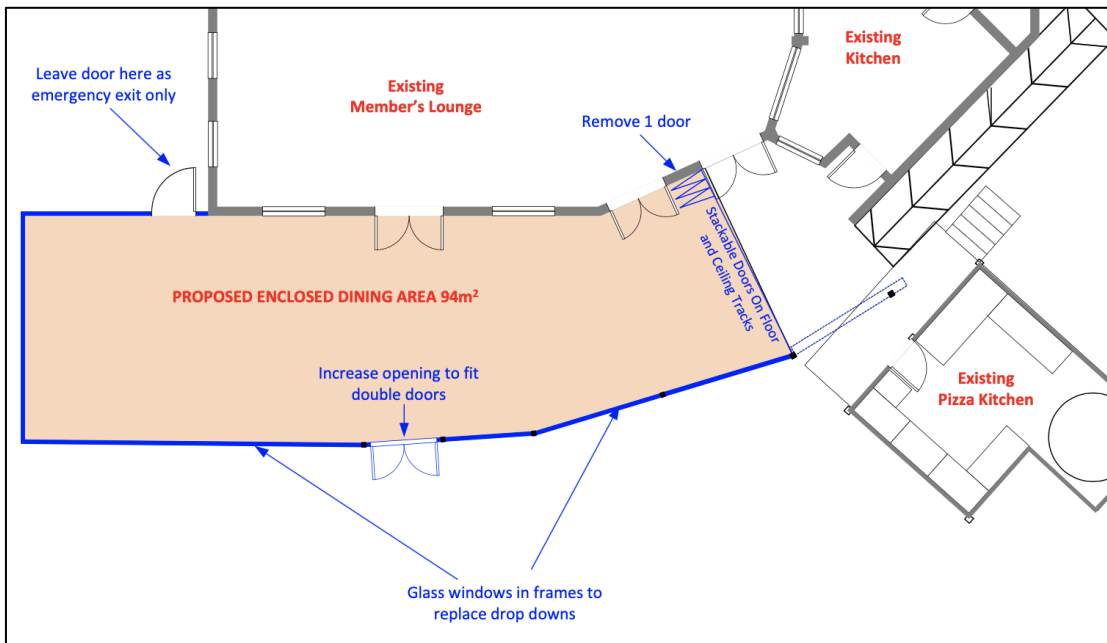 Existing
Kitchen
Leave door here as
emergency exit only
Existing
Member's Lounge
Remove 1 door
Stackable Doors On Floor
and Ceiling Tracks
PROPOSED ENCLOSED DINING AREA 94m²
Increase opening to fit
double doors
Existing
Pizza Kitchen
Glass windows in frames to
replace drop downs